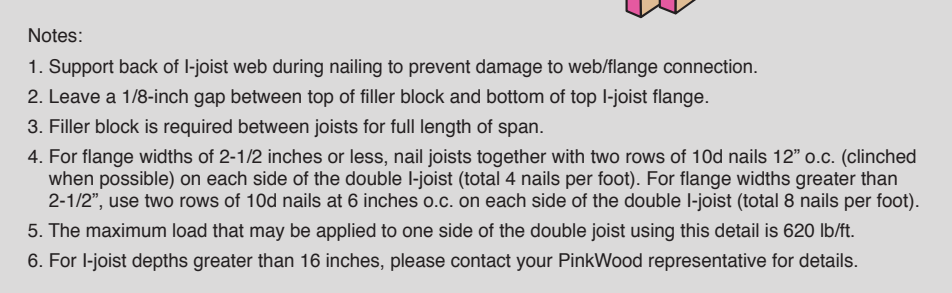 Notes:
1. Support back of I-joist web during nailing to prevent damage to web/flange connection.
2. Leave a 1/8-inch gap between top of filler block and bottom of top I-joist flange.
3. Filler block is required between joists for full length of span.
4. For flange widths of 2-1/2 inches or less, nail joists together with two rows of 10d nails 12” o.c. (clinched
when possible) on each side of the double I-joist (total 4 nails per foot). For flange widths greater than
2-1/2”, use two rows of 10d nails at 6 inches o.c. on each side of the double I-joist (total 8 nails per foot).
5. The maximum load that may be applied to one side of the double joist using this detail is 620 lb/ft.
6. For I-joist depths greater than 16 inches, please contact your PinkWood representative for details.